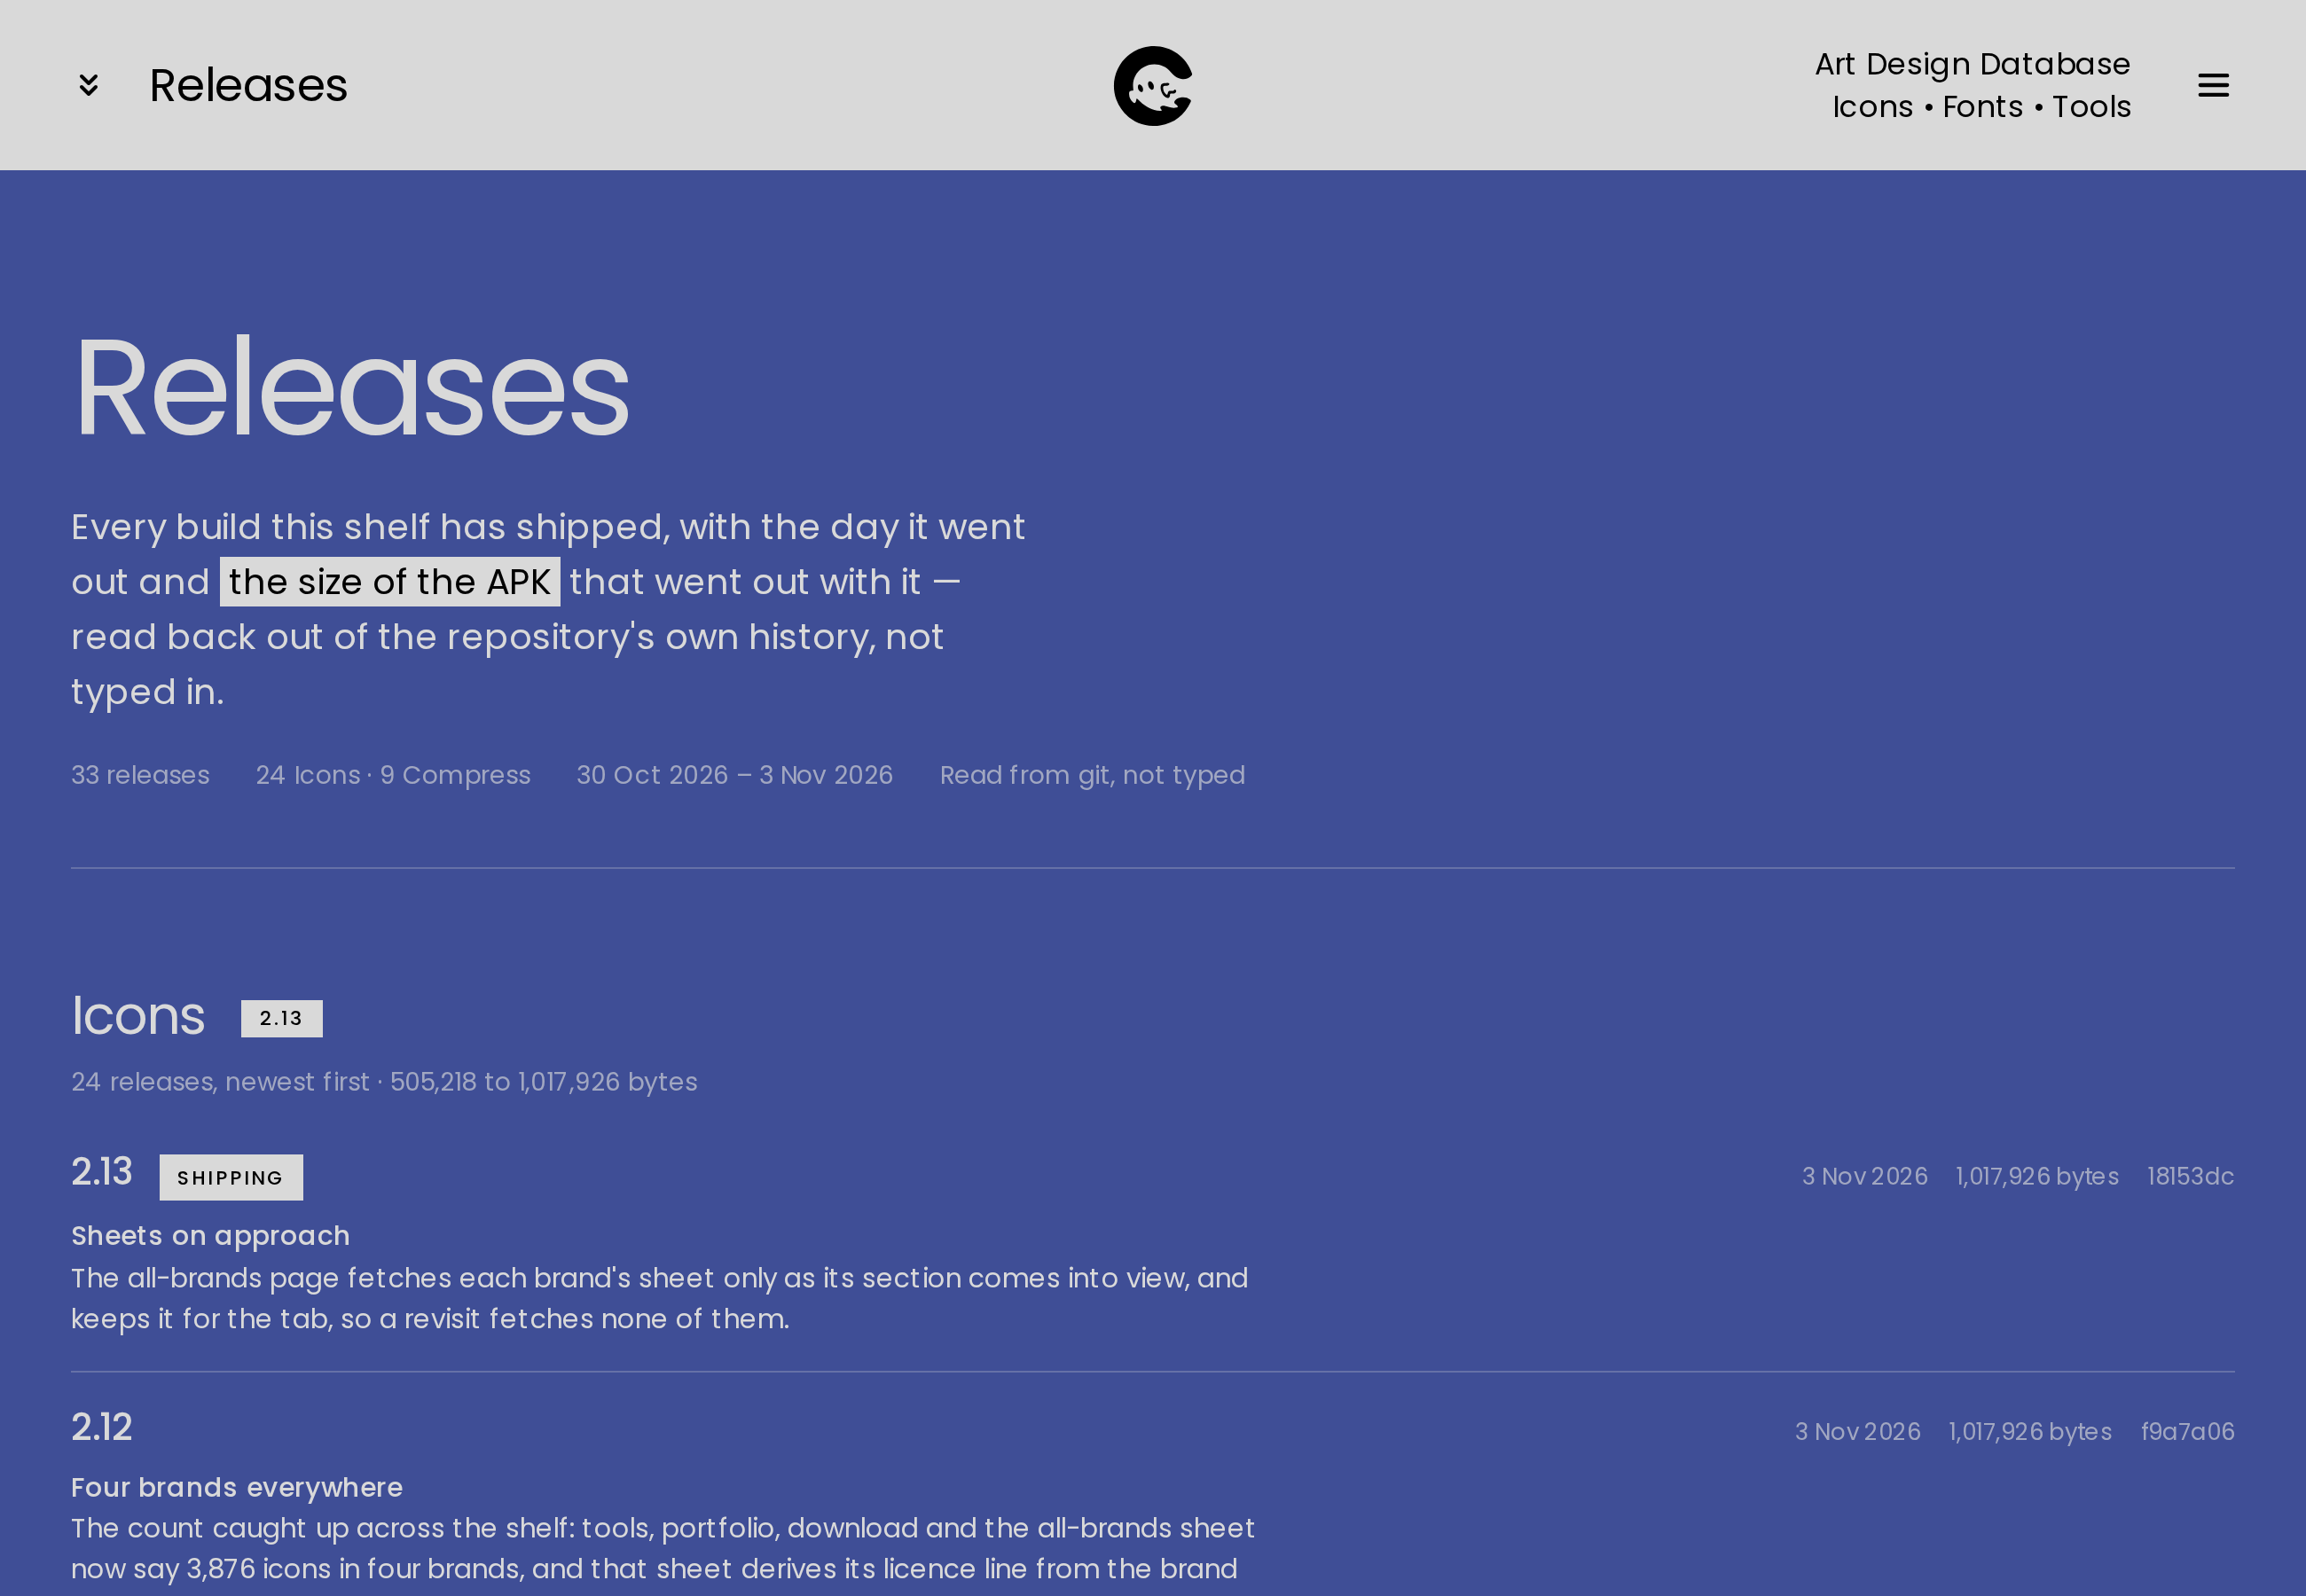 Releases
Art Design Database
Icons • Fonts • Tools
Releases
Every build this shelf has shipped, with the day it went
out and the size of the APK that went out with it —
read back out of the repository's own history, not
typed in.
33 releases 24 Icons · 9 Compress 30 Oct 2026 – 3 Nov 2026 Read from git, not typed
Icons 2.13
24 releases, newest first · 505,218 to 1,017,926 bytes
2.13 SHIPPING 3 Nov 2026 1,017,926 bytes 18153dc
Sheets on approach
The all-brands page fetches each brand's sheet only as its section comes into view, and
keeps it for the tab, so a revisit fetches none of them.
2.12 3 Nov 2026 1,017,926 bytes f9a7a06
Four brands everywhere
The count caught up across the shelf: tools, portfolio, download and the all-brands sheet
now say 3,876 icons in four brands, and that sheet derives its licence line from the brand